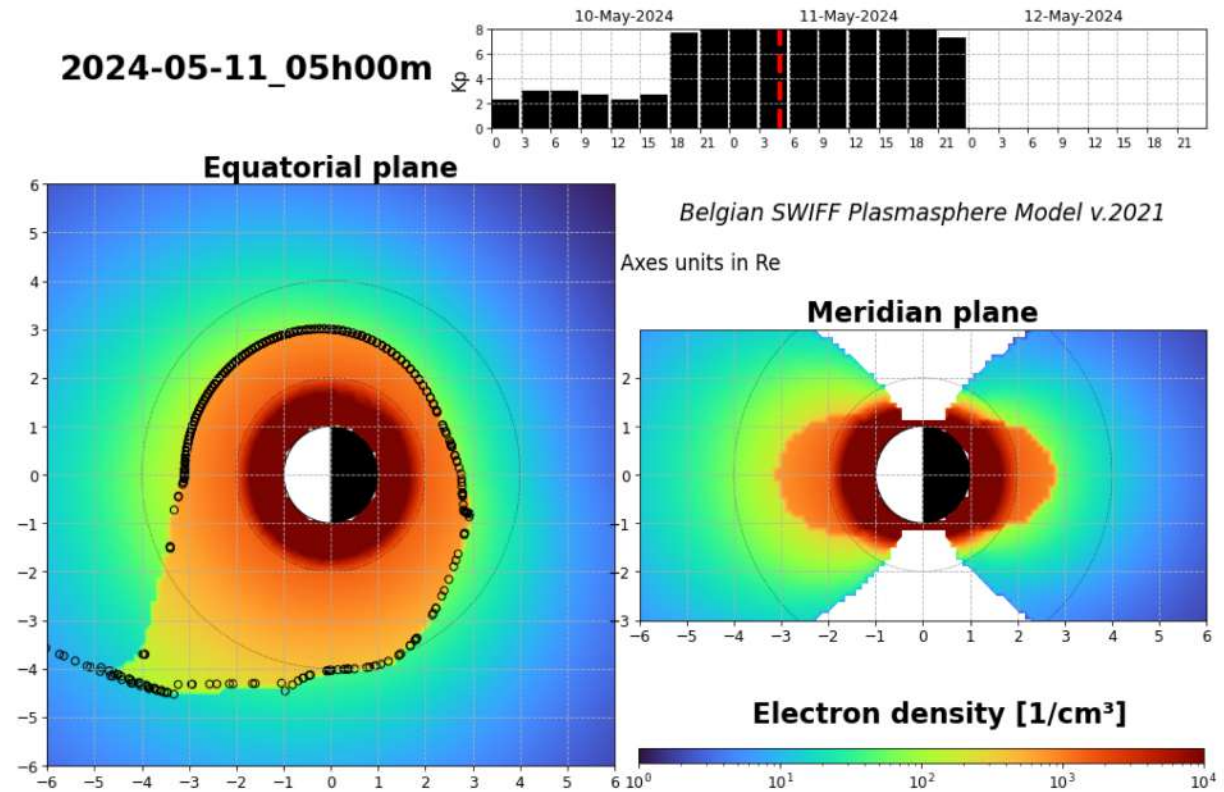 10-May-2024 11-May-2024 12-May-2024
2024-05-11_05h00m
Kp
8
6
4
2
0
0 3 6 9 12 15 18 21 0 3 6 9 12 15 18 21 0 3 6 9 12 15 18 21
Equatorial plane
6
5
4
3
2
1
0
−1
−2
−3
−4
−5
−6
−6 −5 −4 −3 −2 −1 0 1 2 3 4 5 6
Belgian SWIFF Plasmasphere Model v.2021
Axes units in Re
Meridian plane
2
1
0
−1
−2
−3
−6 −5 −4 −3 −2 −1 0 1 2 3 4 5 6
Electron density [1/cm³]
10⁰ 10¹ 10² 10³ 10⁴